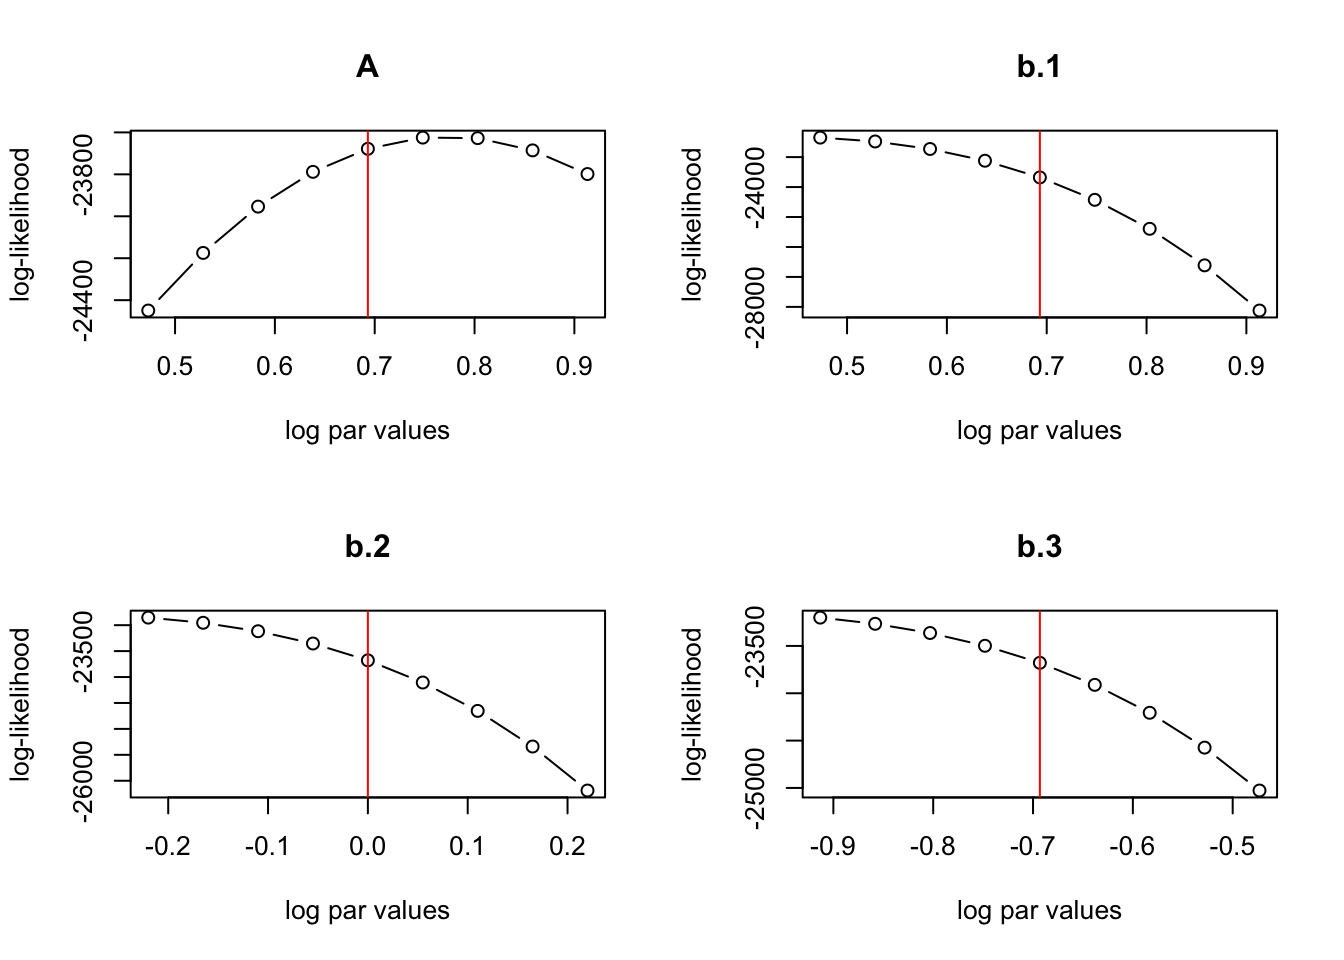 A
log-likelihood
-23800
-24400
0.5 0.6 0.7 0.8 0.9
log par values
b.1
log-likelihood
-24000
-28000
0.5 0.6 0.7 0.8 0.9
log par values
b.2
log-likelihood
-23500
-26000
-0.2 -0.1 0.0 0.1 0.2
log par values
b.3
log-likelihood
-23500
-25000
-0.9 -0.8 -0.7 -0.6 -0.5
log par values